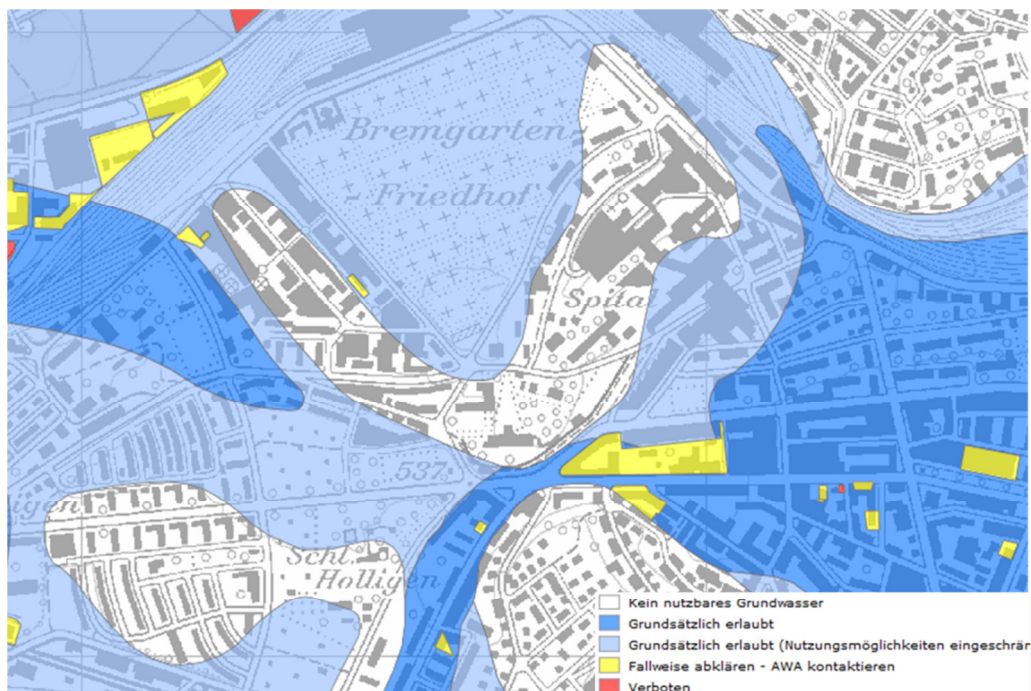 Bremgarten
Friedhof
Spital
537
Schl.
Holligen
Kein nutzbares Grundwasser
Grundsätzlich erlaubt
Grundsätzlich erlaubt (Nutzungsmöglichkeiten eingeschrän
Fallweise abklären - AWA kontaktieren
Verboten